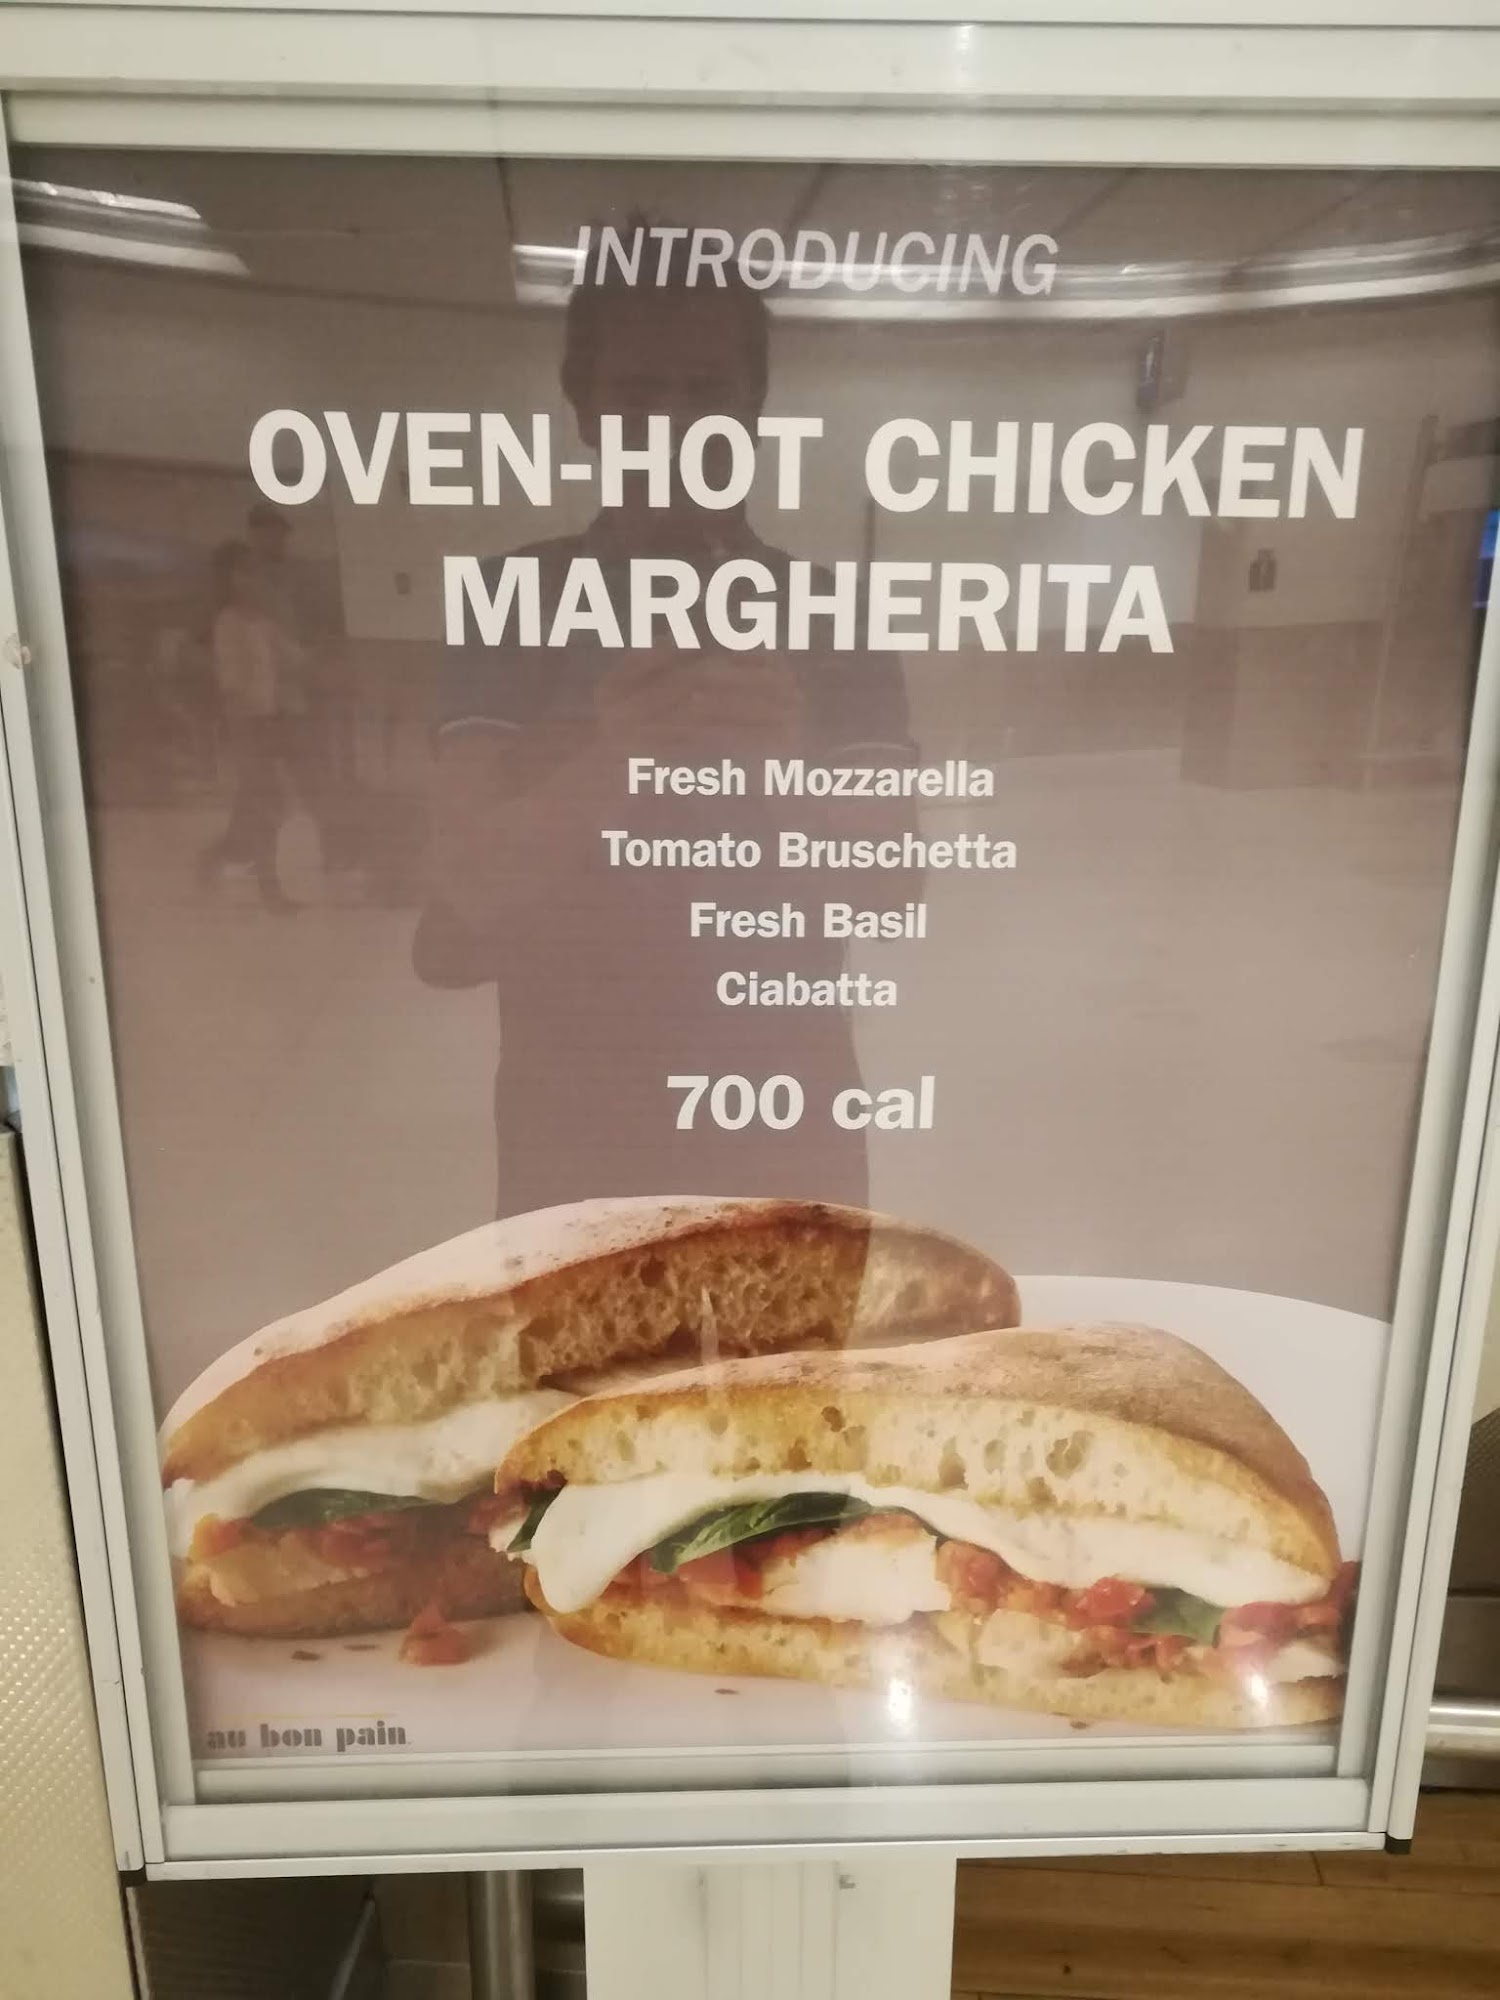 INTRODUCING
OVEN-HOT CHICKEN
MARGHERITA
Fresh Mozzarella
Tomato Bruschetta
Fresh Basil
Ciabatta
700 cal
au bon pain